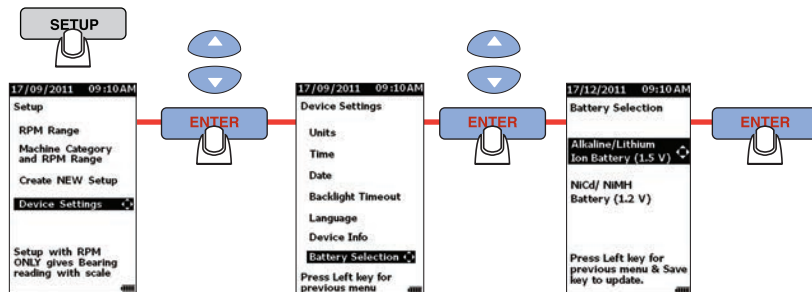 SETUP
17/09/2011 09:10AM
Setup
RPM Range
Machine Category
and RPM Range
Create NEW Setup
Device Settings
Setup with RPM
ONLY gives Bearing
reading with scale
ENTER
17/09/2011 09:10AM
Device Settings
Units
Time
Date
Backlight Timeout
Language
Device Info
Battery Selection
Press Left key for
previous menu
ENTER
17/12/2011 09:10AM
Battery Selection
Alkaline/Lithium
Ion Battery (1.5 V)
NiCd/ NiMH
Battery (1.2 V)
Press Left key for
previous menu & Save
key to update.
ENTER